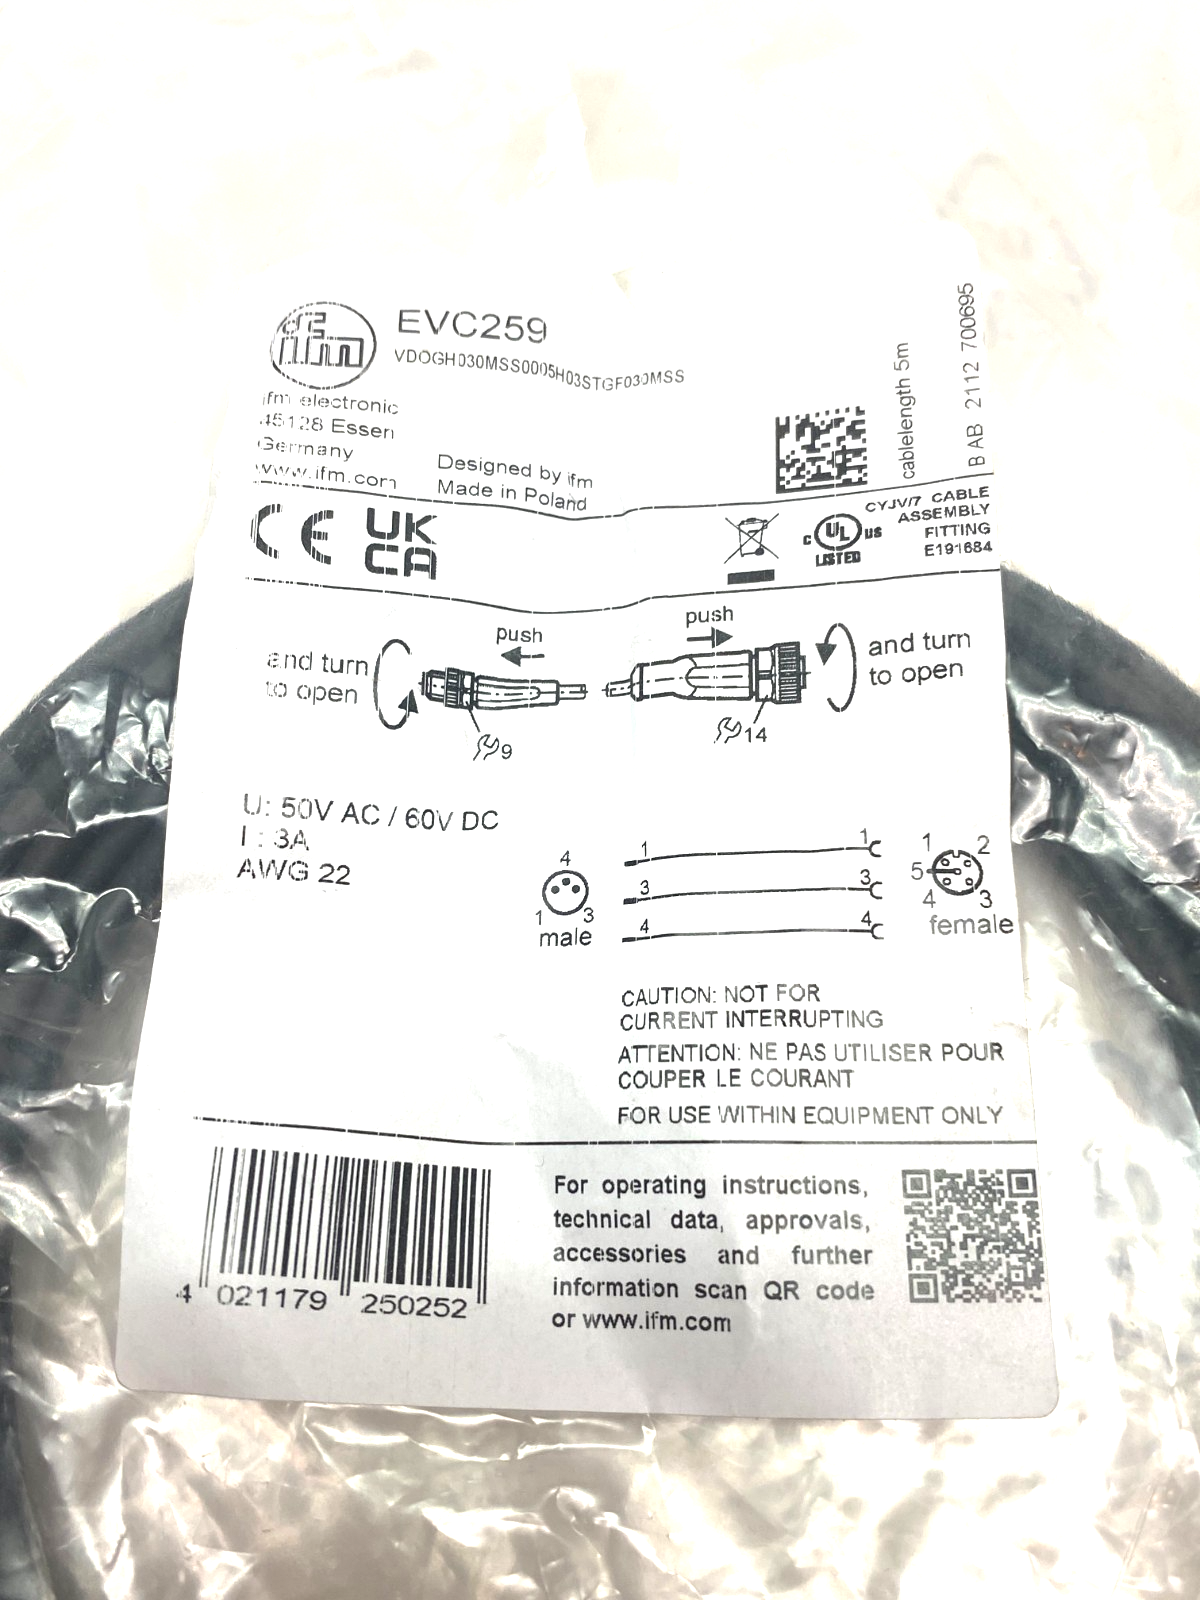 ifm
EVC259
VDOGH030MSS0005H03STGF030MSS
ifm electronic
45128 Essen
Germany
www.ifm.com
Designed by ifm
Made in Poland
cablelength 5m
B AB 2112 700695
CE
UK
CA
C UL US
LISTED
CYJV/7 CABLE
ASSEMBLY
FITTING
E191684
and turn
to open
push
9
push
14
and turn
to open
U: 50V AC / 60V DC
I : 3A
AWG 22
4
1 3
male
1 1
3 3
4 4
1 2
5
4 3
female
CAUTION: NOT FOR
CURRENT INTERRUPTING
ATTENTION: NE PAS UTILISER POUR
COUPER LE COURANT
FOR USE WITHIN EQUIPMENT ONLY
4 021179 250252
For operating instructions,
technical data, approvals,
accessories and further
information scan QR code
or www.ifm.com